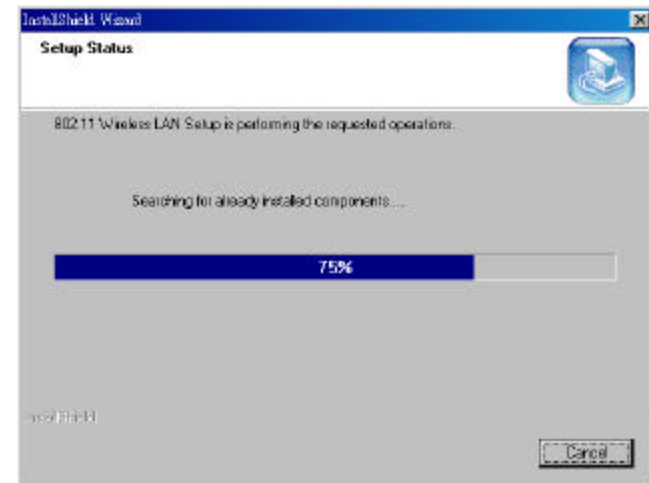 InstallShield Wizard
Setup Status
802.11 Wireless LAN Setup is performing the requested operations.
Searching for already installed components....
75%
InstallShield
Cancel